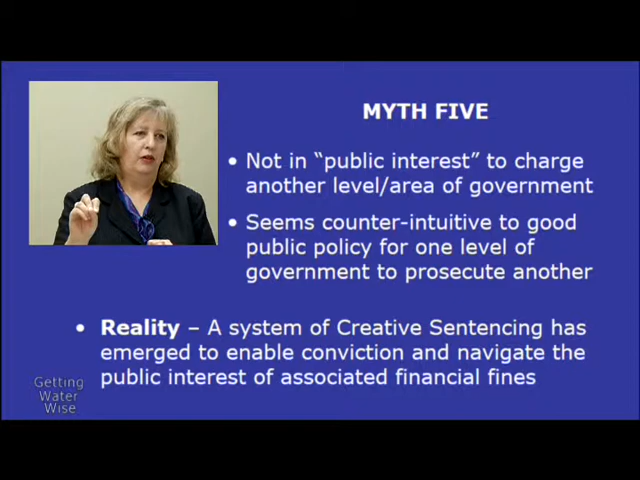 MYTH FIVE
• Not in “public interest” to charge
another level/area of government
• Seems counter-intuitive to good
public policy for one level of
government to prosecute another
• Reality – A system of Creative Sentencing has
emerged to enable conviction and navigate the
public interest of associated financial fines
Getting
Water
Wise